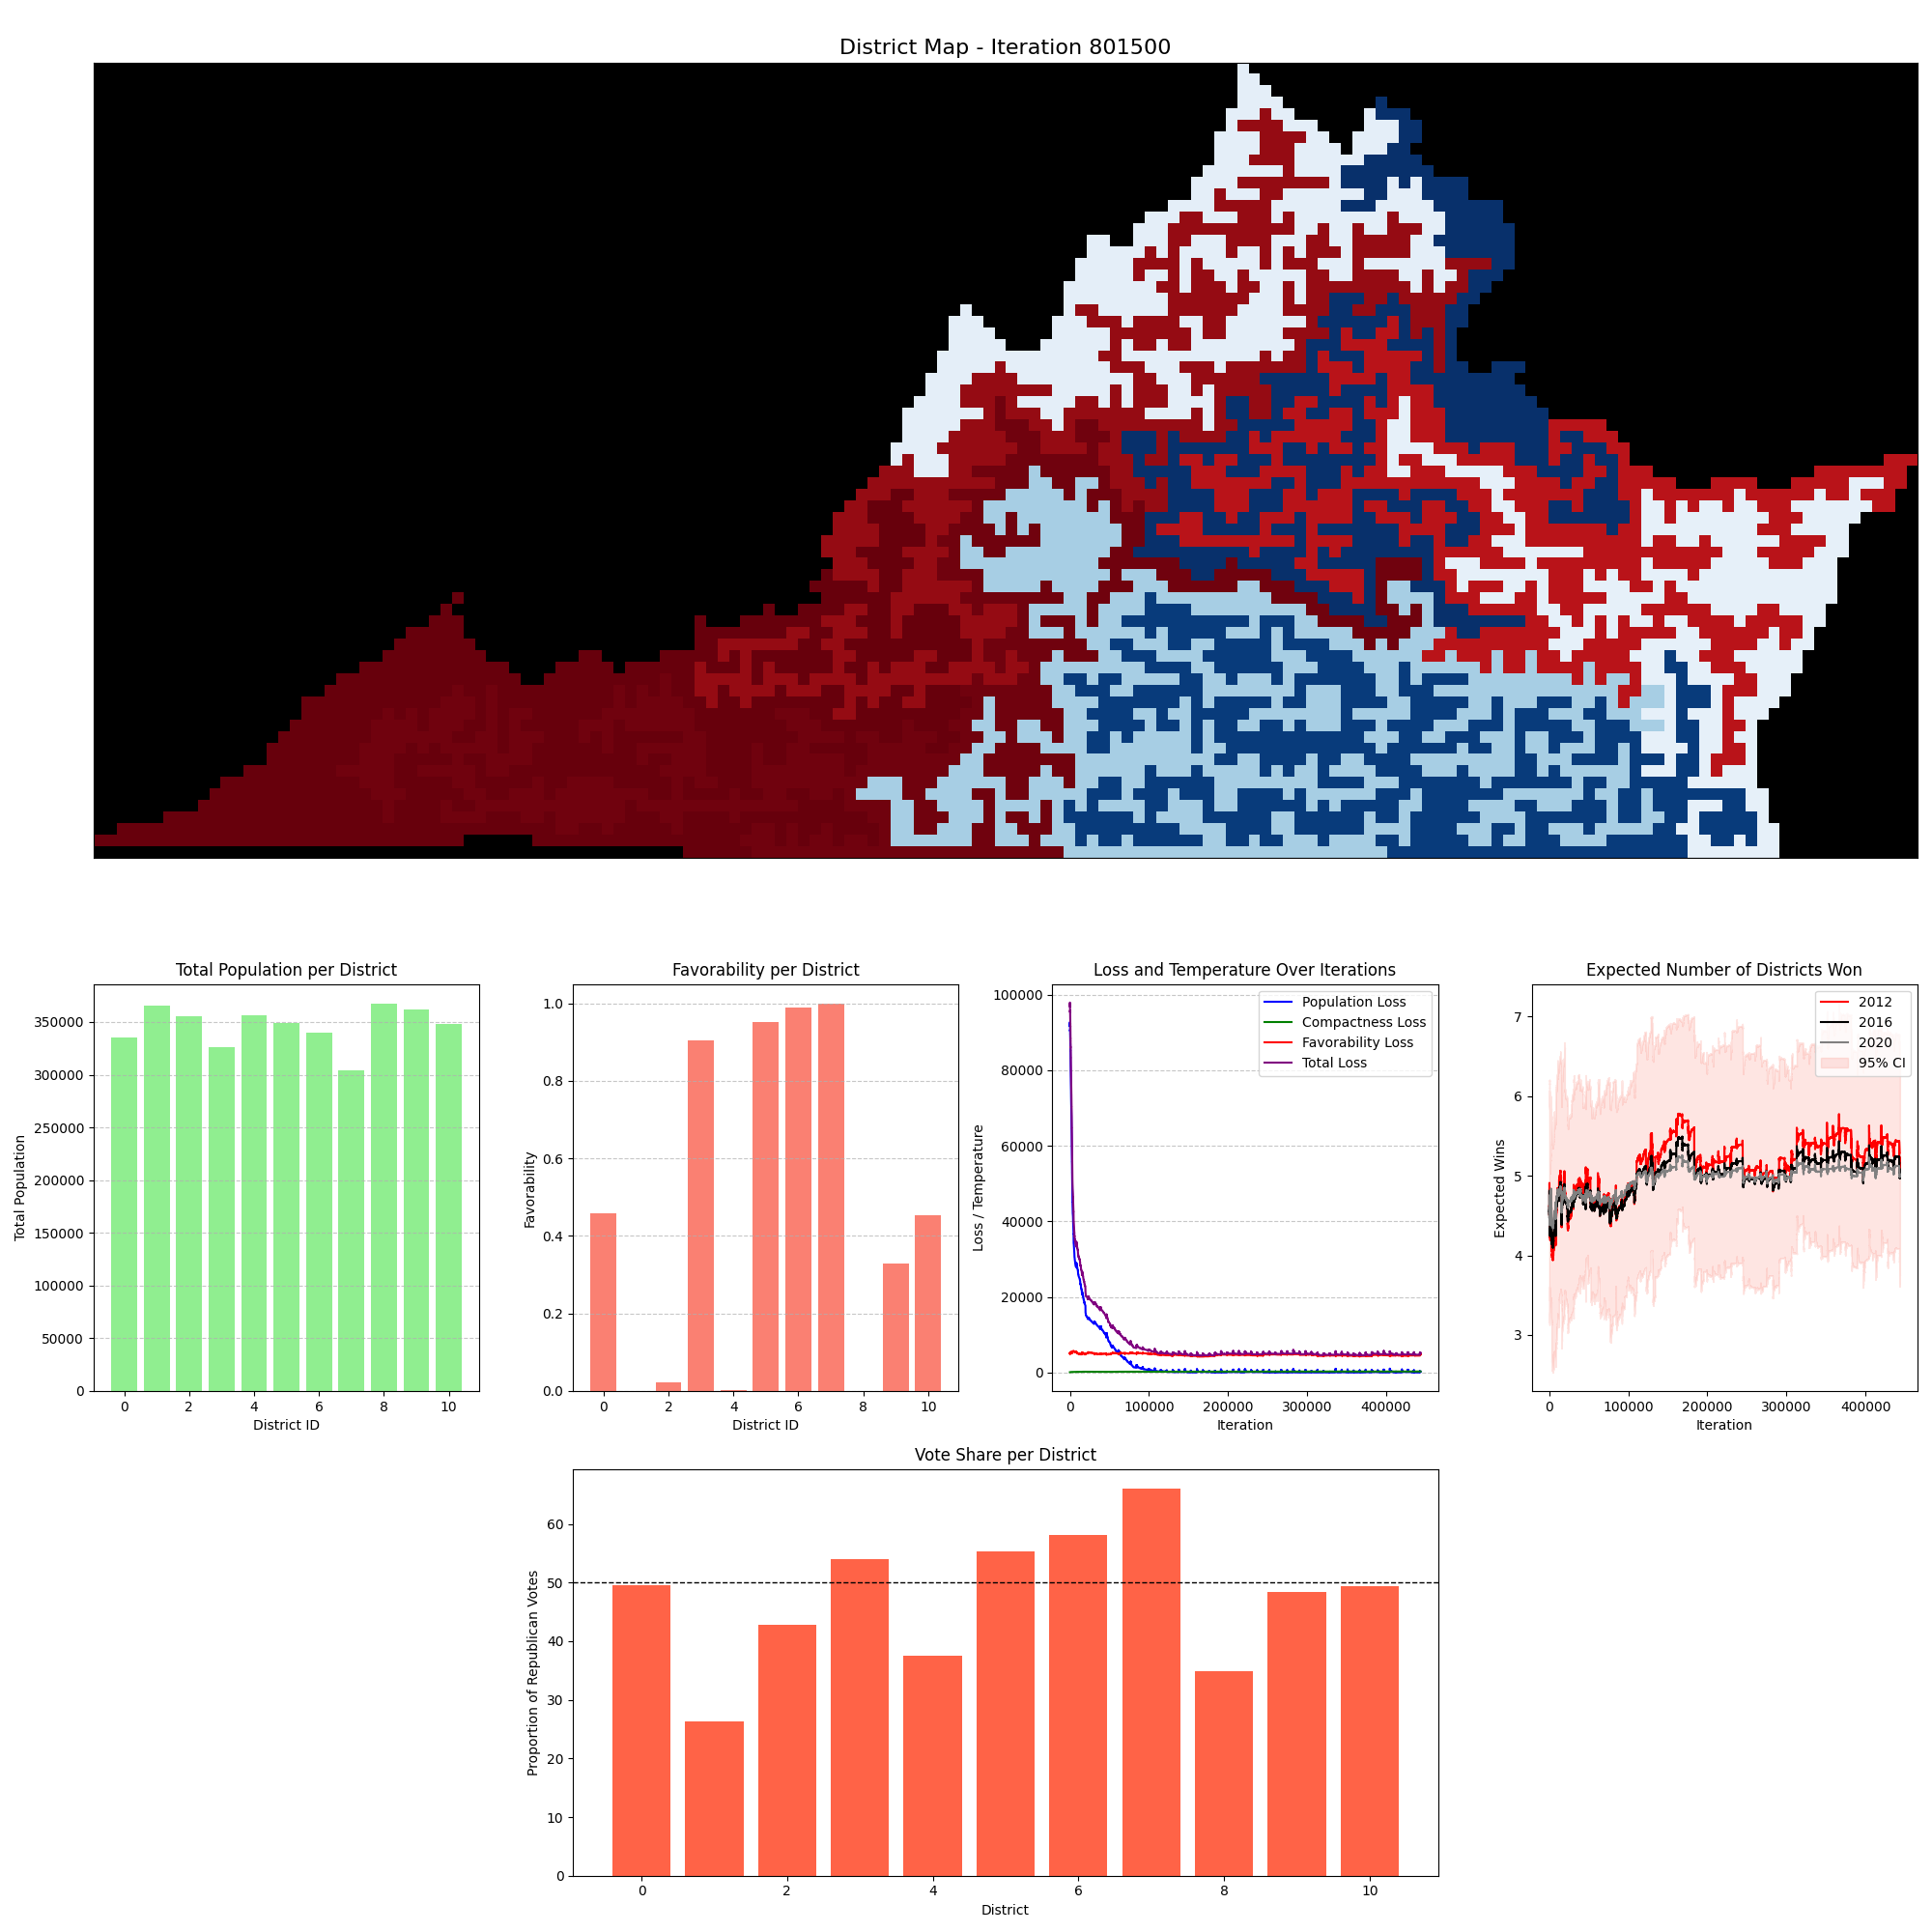 District Map - Iteration 801500
Total Population per District
Total Population
350000
300000
250000
200000
150000
100000
50000
0
0 2 4 6 8 10
District ID
Favorability per District
Favorability
1.0
0.8
0.6
0.4
0.2
0.0
0 2 4 6 8 10
District ID
Loss and Temperature Over Iterations
Loss / Temperature
100000
80000
60000
40000
20000
0
Population Loss
Compactness Loss
Favorability Loss
Total Loss
0 100000 200000 300000 400000
Iteration
Expected Number of Districts Won
Expected Wins
7
6
5
4
3
2012
2016
2020
95% CI
0 100000 200000 300000 400000
Iteration
Vote Share per District
Proportion of Republican Votes
60
50
40
30
20
10
0
0 2 4 6 8 10
District